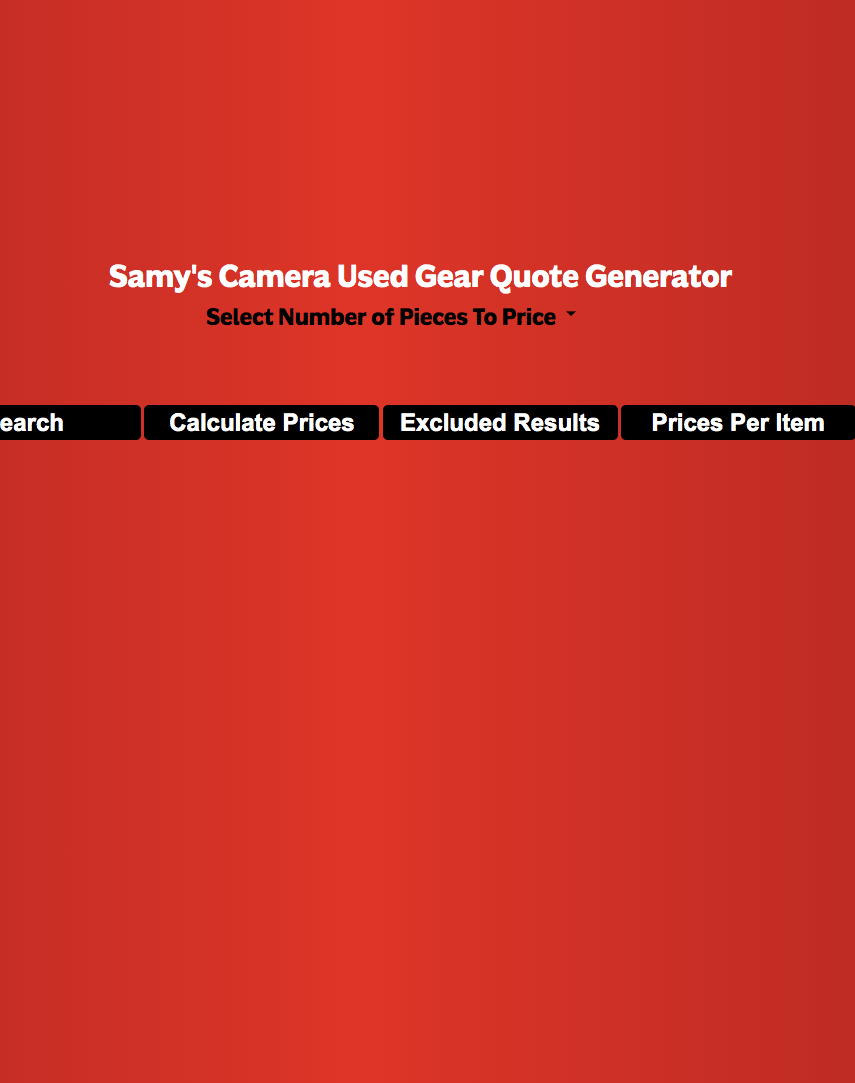 Samy's Camera Used Gear Quote Generator
Select Number of Pieces To Price
earch Calculate Prices Excluded Results Prices Per Item